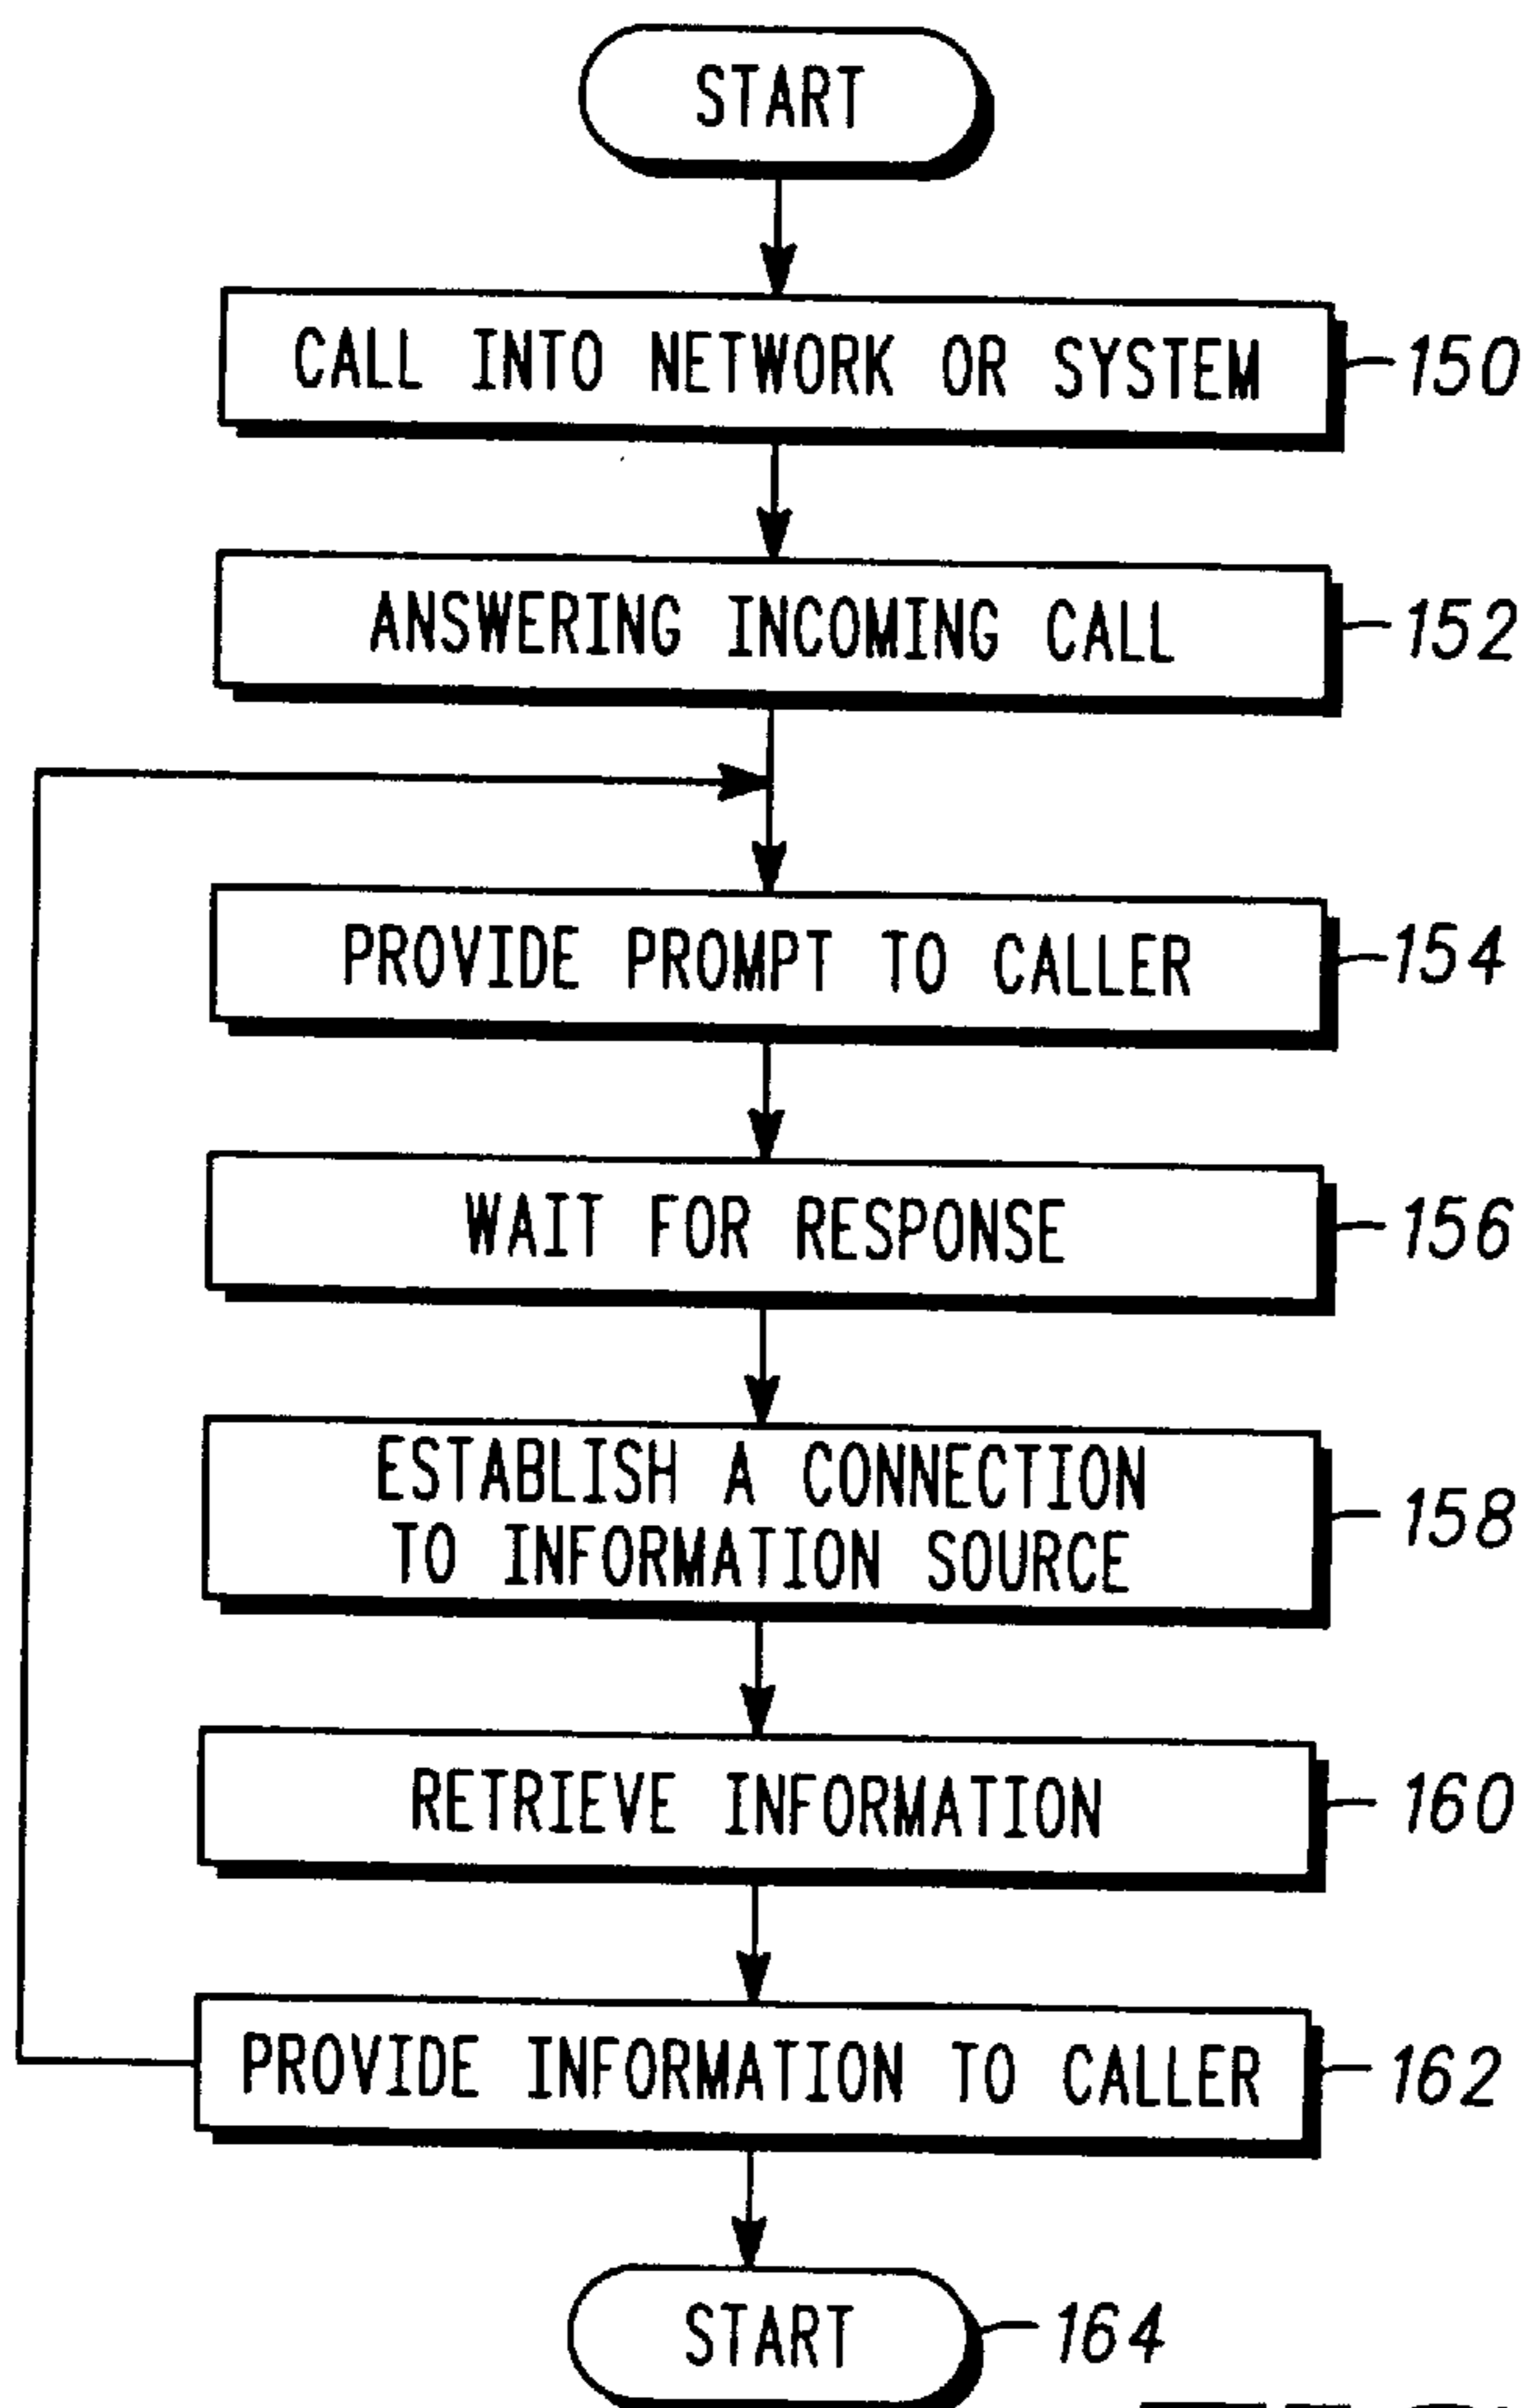 START
CALL INTO NETWORK OR SYSTEM
150
ANSWERING INCOMING CALL
152
PROVIDE PROMPT TO CALLER
154
WAIT FOR RESPONSE
156
ESTABLISH A CONNECTION
TO INFORMATION SOURCE
158
RETRIEVE INFORMATION
160
PROVIDE INFORMATION TO CALLER
162
START
164